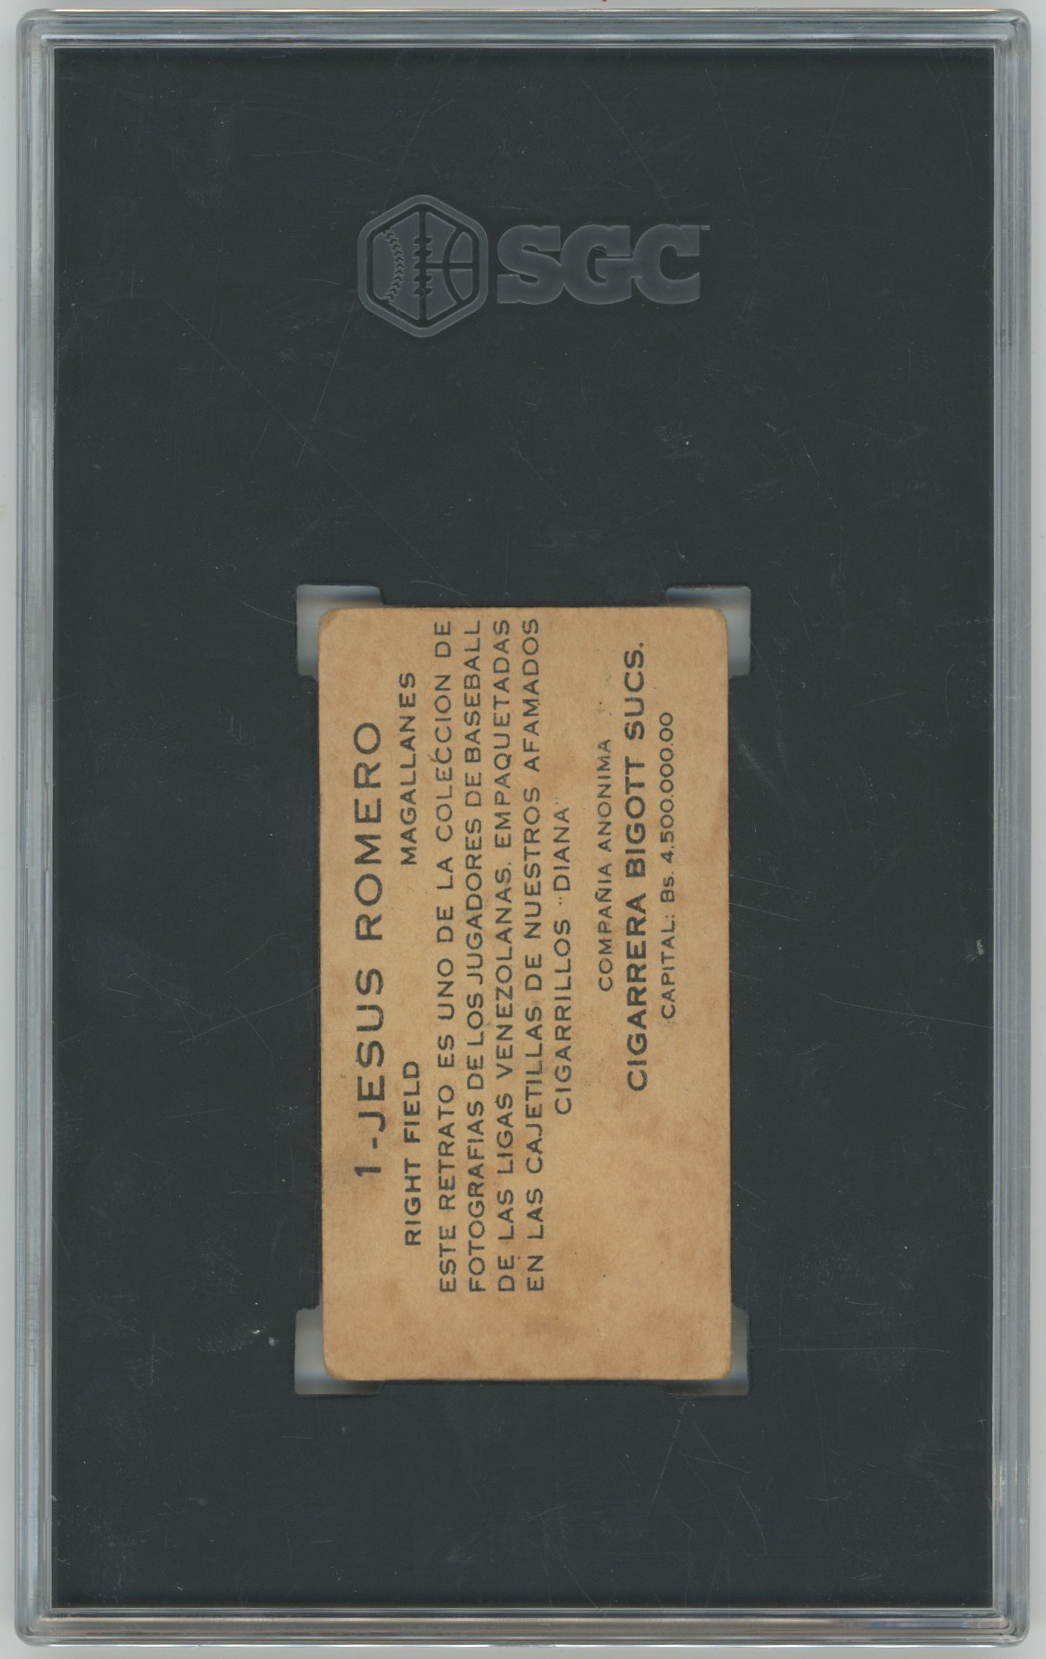 SGC
1-JESUS ROMERO
RIGHT FIELD MAGALLANES
ESTE RETRATO ES UNO DE LA COLECCION DE
FOTOGRAFIAS DE LOS JUGADORES DE BASEBALL
DE LAS LIGAS VENEZOLANAS. EMPAQUETADAS
EN LAS CAJETILLAS DE NUESTROS AFAMADOS
CIGARRILLOS "DIANA"
COMPAÑIA ANONIMA
CIGARRERA BIGOTT SUCS.
CAPITAL: Bs. 4.500.000.00